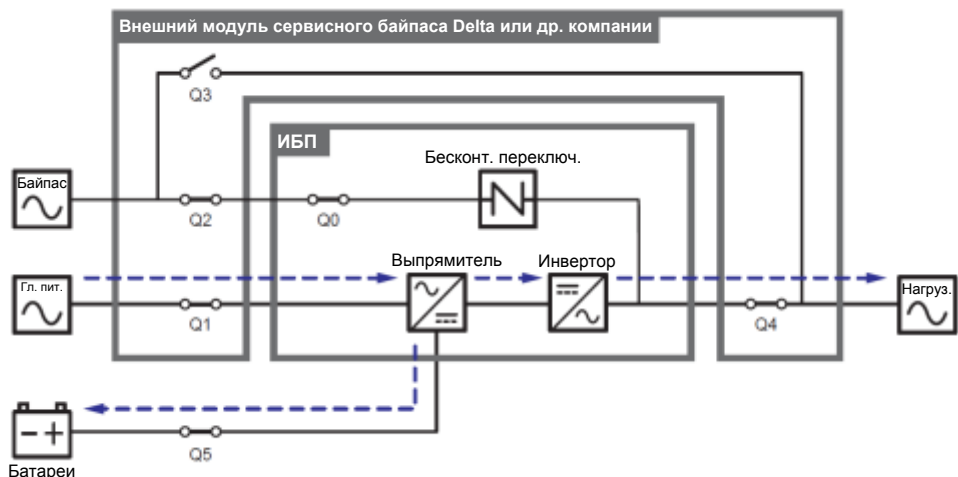 Внешний модуль сервисного байпаса Delta или др. компании
Q3
ИБП
Бесконт. переключ.
Байпас
Q2
Q0
Выпрямитель
Инвертор
Гл. пит.
Нагруз.
Q1
Q4
Q5
Батареи